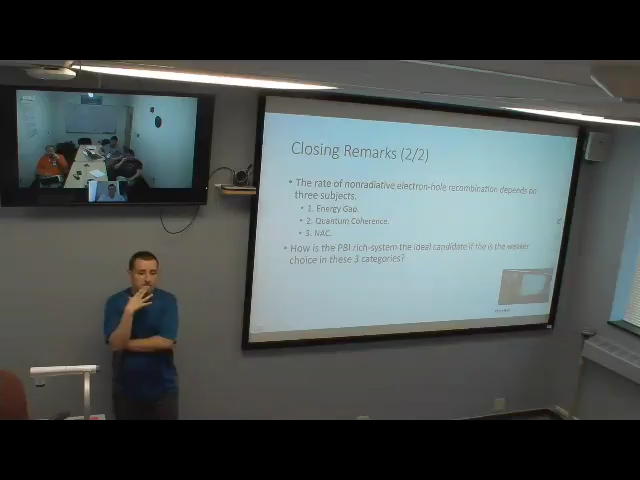 Closing Remarks (2/2)
• The rate of nonradiative electron-hole recombination depends on
three subjects.
• 1. Energy Gap.
• 2. Quantum Coherence.
• 3. NAC.
• How is the PBI rich-system the ideal candidate if the is the weaker
choice in these 3 categories?